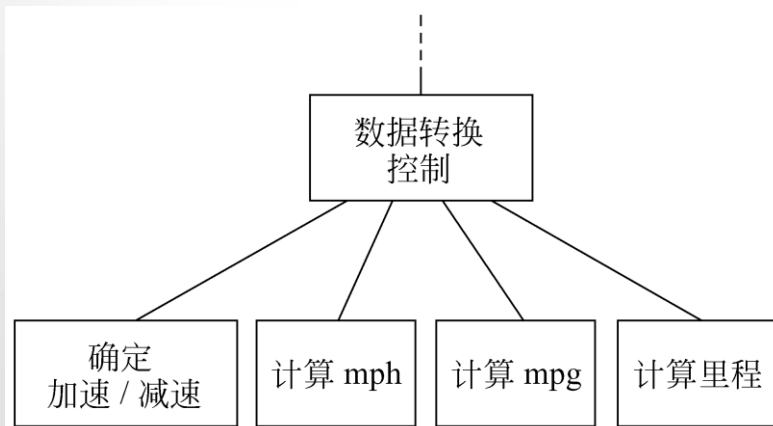 数据转换
控制
确定
加速 / 减速
计算 mph
计算 mpg
计算里程